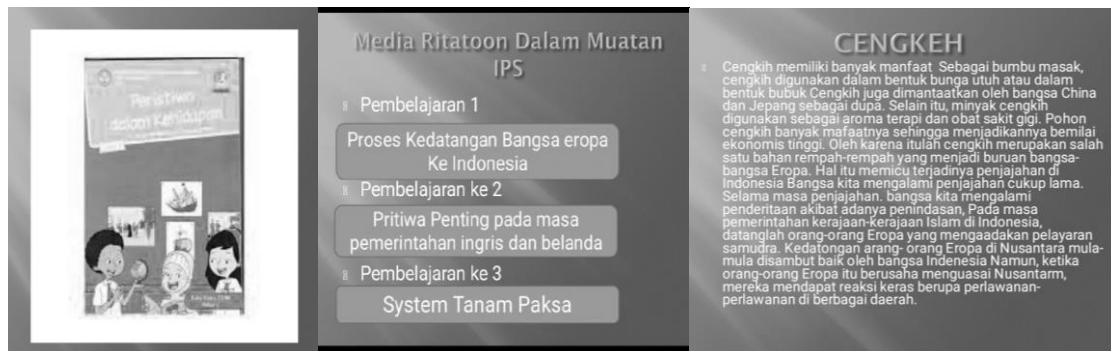 Peristiwa
dalam Kehidupan
Media Ritatoon Dalam Muatan
IPS
Pembelajaran 1
Proses Kedatangan Bangsa eropa
Ke Indonesia
Pembelajaran ke 2
Pritiwa Penting pada masa
pemerintahan ingris dan belanda
Pembelajaran ke 3
System Tanam Paksa
CENGKEH
Cengkih memiliki banyak manfaat Sebagai bumbu masak,
cengkih digunakan dalam bentuk bunga utuh atau dalam
bentuk bubuk Cengkih juga dimantaatkan oleh bangsa China
dan Jepang sebagai dupa. Selain itu, minyak cengkih
digunakan sebagai aroma terapi dan obat sakit gigi. Pohon
cengkih banyak mafaatnya sehingga menjadikannya bemilai
ekonomis tinggi. Oleh karena itulah cengkih merupakan salah
satu bahan rempah-rempah yang menjadi buruan bangsa-
bangsa Eropa. Hal itu memicu terjadinya penjajahan di
Indonesia Bangsa kita mengalami penjajahan cukup lama.
Selama masa penjajahan. bangsa kita mengalami
penderitaan akibat adanya penindasan, Pada masa
pemerintahan kerajaan-kerajaan Islam di Indonesia,
datanglah orang-orang Eropa yang mengaadakan pelayaran
samudra. Kedatongan arang- orang Eropa di Nusantara mula-
mula disambut baik oleh bangsa Indenesia Namun, ketika
orang-orang Eropa itu berusaha menguasai Nusantarm,
mereka mendapat reaksi keras berupa perlawanan-
perlawanan di berbagai daerah.